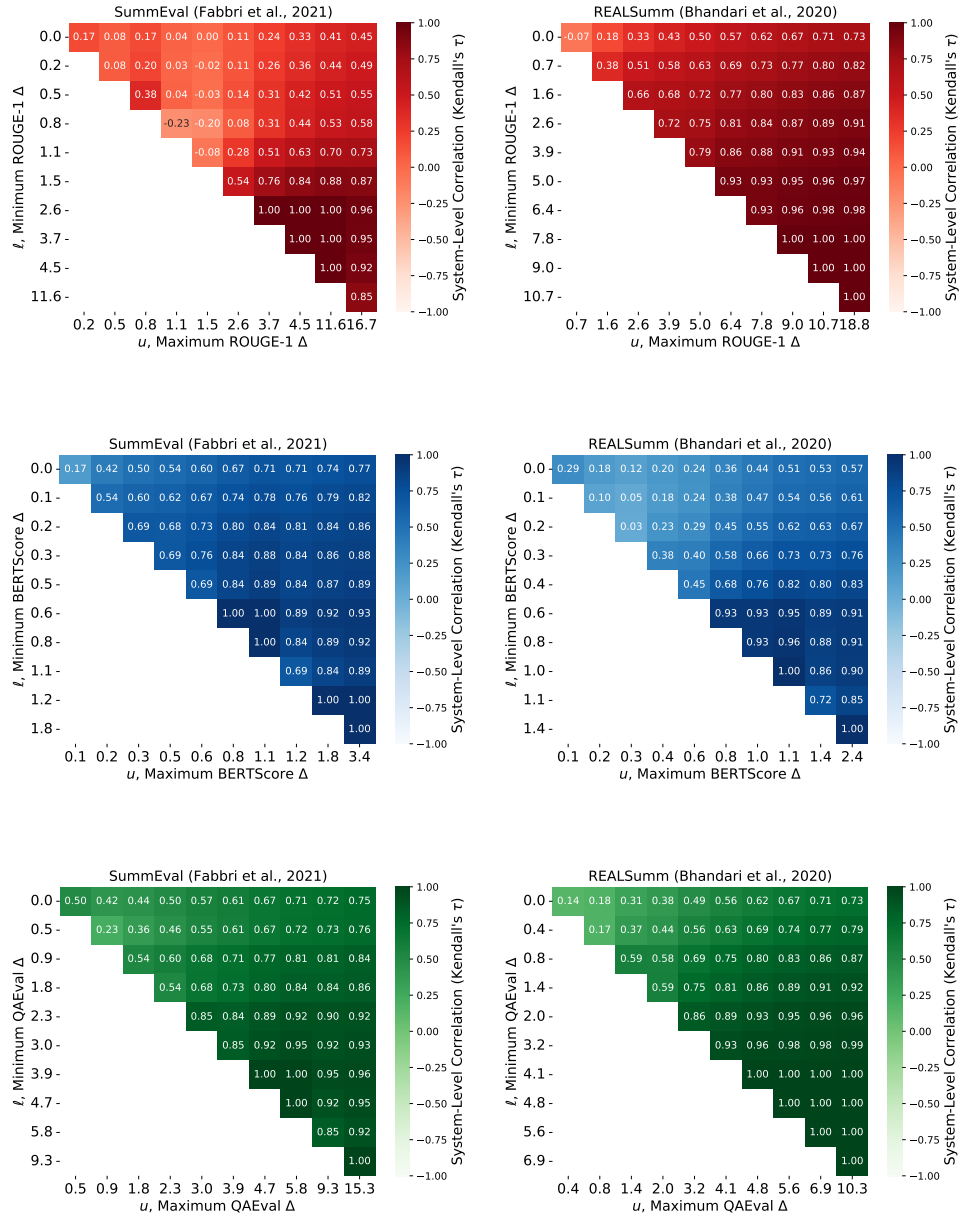 SummEval (Fabbri et al., 2021)
0.0 0.17 0.08 0.17 0.04 0.00 0.11 0.24 0.33 0.41 0.45
0.2 0.08 0.20 0.03 -0.02 0.11 0.26 0.36 0.44 0.49
0.5 0.38 0.04 -0.03 0.14 0.31 0.42 0.51 0.55
0.8 -0.23 -0.20 0.08 0.31 0.44 0.53 0.58
1.1 -0.08 0.28 0.51 0.63 0.70 0.73
1.5 0.54 0.76 0.84 0.88 0.87
2.6 1.00 1.00 1.00 0.96
3.7 1.00 1.00 0.95
4.5 1.00 0.92
11.6 0.85
0.2 0.5 0.8 1.1 1.5 2.6 3.7 4.5 11.6 16.7
u, Maximum ROUGE-1 Δ
ℓ, Minimum ROUGE-1 Δ
1.00
0.75
0.50
0.25
0.00
−0.25
−0.50
−0.75
−1.00
System-Level Correlation (Kendall's τ)
REALSumm (Bhandari et al., 2020)
0.0 -0.07 0.18 0.33 0.43 0.50 0.57 0.62 0.67 0.71 0.73
0.7 0.38 0.51 0.58 0.63 0.69 0.73 0.77 0.80 0.82
1.6 0.66 0.68 0.72 0.77 0.80 0.83 0.86 0.87
2.6 0.72 0.75 0.81 0.84 0.87 0.89 0.91
3.9 0.79 0.86 0.88 0.91 0.93 0.94
5.0 0.93 0.93 0.95 0.96 0.97
6.4 0.93 0.96 0.98 0.98
7.8 1.00 1.00 1.00
9.0 1.00 1.00
10.7 1.00
0.7 1.6 2.6 3.9 5.0 6.4 7.8 9.0 10.7 18.8
u, Maximum ROUGE-1 Δ
ℓ, Minimum ROUGE-1 Δ
1.00
0.75
0.50
0.25
0.00
−0.25
−0.50
−0.75
−1.00
System-Level Correlation (Kendall's τ)
SummEval (Fabbri et al., 2021)
0.0 0.17 0.42 0.50 0.54 0.60 0.67 0.71 0.71 0.74 0.77
0.1 0.54 0.60 0.62 0.67 0.74 0.78 0.76 0.79 0.82
0.2 0.69 0.68 0.73 0.80 0.84 0.81 0.84 0.86
0.3 0.69 0.76 0.84 0.88 0.84 0.86 0.88
0.5 0.69 0.84 0.89 0.84 0.87 0.89
0.6 1.00 1.00 0.89 0.92 0.93
0.8 1.00 0.84 0.89 0.92
1.1 0.69 0.84 0.89
1.2 1.00 1.00
1.8 1.00
0.1 0.2 0.3 0.5 0.6 0.8 1.1 1.2 1.8 3.4
u, Maximum BERTScore Δ
ℓ, Minimum BERTScore Δ
1.00
0.75
0.50
0.25
0.00
−0.25
−0.50
−0.75
−1.00
System-Level Correlation (Kendall's τ)
REALSumm (Bhandari et al., 2020)
0.0 0.29 0.18 0.12 0.20 0.24 0.36 0.44 0.51 0.53 0.57
0.1 0.10 0.05 0.18 0.24 0.38 0.47 0.54 0.56 0.61
0.2 0.03 0.23 0.29 0.45 0.55 0.62 0.63 0.67
0.3 0.38 0.40 0.58 0.66 0.73 0.73 0.76
0.4 0.45 0.68 0.76 0.82 0.80 0.83
0.6 0.93 0.93 0.95 0.89 0.91
0.8 0.93 0.96 0.88 0.91
1.0 1.00 0.86 0.90
1.1 0.72 0.85
1.4 1.00
0.1 0.2 0.3 0.4 0.6 0.8 1.0 1.1 1.4 2.4
u, Maximum BERTScore Δ
ℓ, Minimum BERTScore Δ
1.00
0.75
0.50
0.25
0.00
−0.25
−0.50
−0.75
−1.00
System-Level Correlation (Kendall's τ)
SummEval (Fabbri et al., 2021)
0.0 0.50 0.42 0.44 0.50 0.57 0.61 0.67 0.71 0.72 0.75
0.5 0.23 0.36 0.46 0.55 0.61 0.67 0.72 0.73 0.76
0.9 0.54 0.60 0.68 0.71 0.77 0.81 0.81 0.84
1.8 0.54 0.68 0.73 0.80 0.84 0.84 0.86
2.3 0.85 0.84 0.89 0.92 0.90 0.92
3.0 0.85 0.92 0.95 0.92 0.93
3.9 1.00 1.00 0.95 0.96
4.7 1.00 0.92 0.95
5.8 0.85 0.92
9.3 1.00
0.5 0.9 1.8 2.3 3.0 3.9 4.7 5.8 9.3 15.3
u, Maximum QAEval Δ
ℓ, Minimum QAEval Δ
1.00
0.75
0.50
0.25
0.00
−0.25
−0.50
−0.75
−1.00
System-Level Correlation (Kendall's τ)
REALSumm (Bhandari et al., 2020)
0.0 0.14 0.18 0.31 0.38 0.49 0.56 0.62 0.67 0.71 0.73
0.4 0.17 0.37 0.44 0.56 0.63 0.69 0.74 0.77 0.79
0.8 0.59 0.58 0.69 0.75 0.80 0.83 0.86 0.87
1.4 0.59 0.75 0.81 0.86 0.89 0.91 0.92
2.0 0.86 0.89 0.93 0.95 0.96 0.96
3.2 0.93 0.96 0.98 0.98 0.99
4.1 1.00 1.00 1.00 1.00
4.8 1.00 1.00 1.00
5.6 1.00 1.00
6.9 1.00
0.4 0.8 1.4 2.0 3.2 4.1 4.8 5.6 6.9 10.3
u, Maximum QAEval Δ
ℓ, Minimum QAEval Δ
1.00
0.75
0.50
0.25
0.00
−0.25
−0.50
−0.75
−1.00
System-Level Correlation (Kendall's τ)